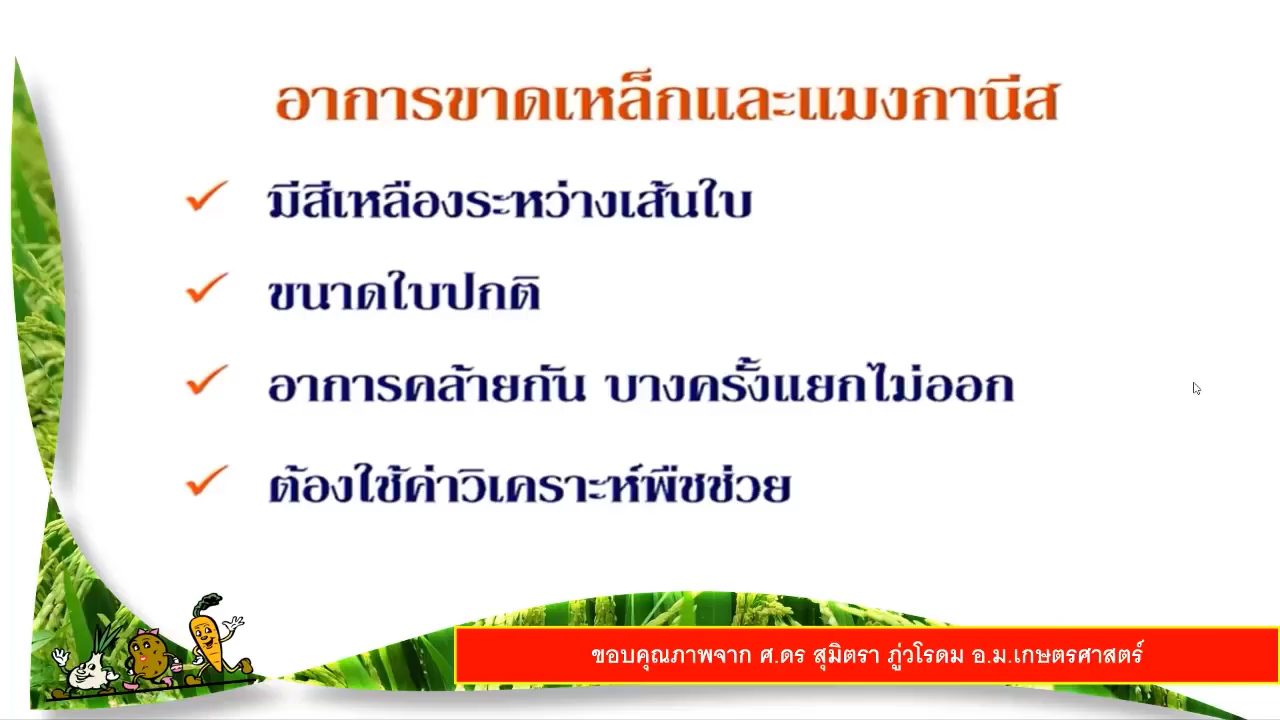 อาการขาดเหล็กและแมงกานีส
มีสีเหลืองระหว่างเส้นใบ
ขนาดใบปกติ
อาการคล้ายกัน บางครั้งแยกไม่ออก
ต้องใช้ค่าวิเคราะห์พืชช่วย
ขอบคุณภาพจาก ศ.ดร สุมิตรา ภู่วโรดม อ.ม.เกษตรศาสตร์